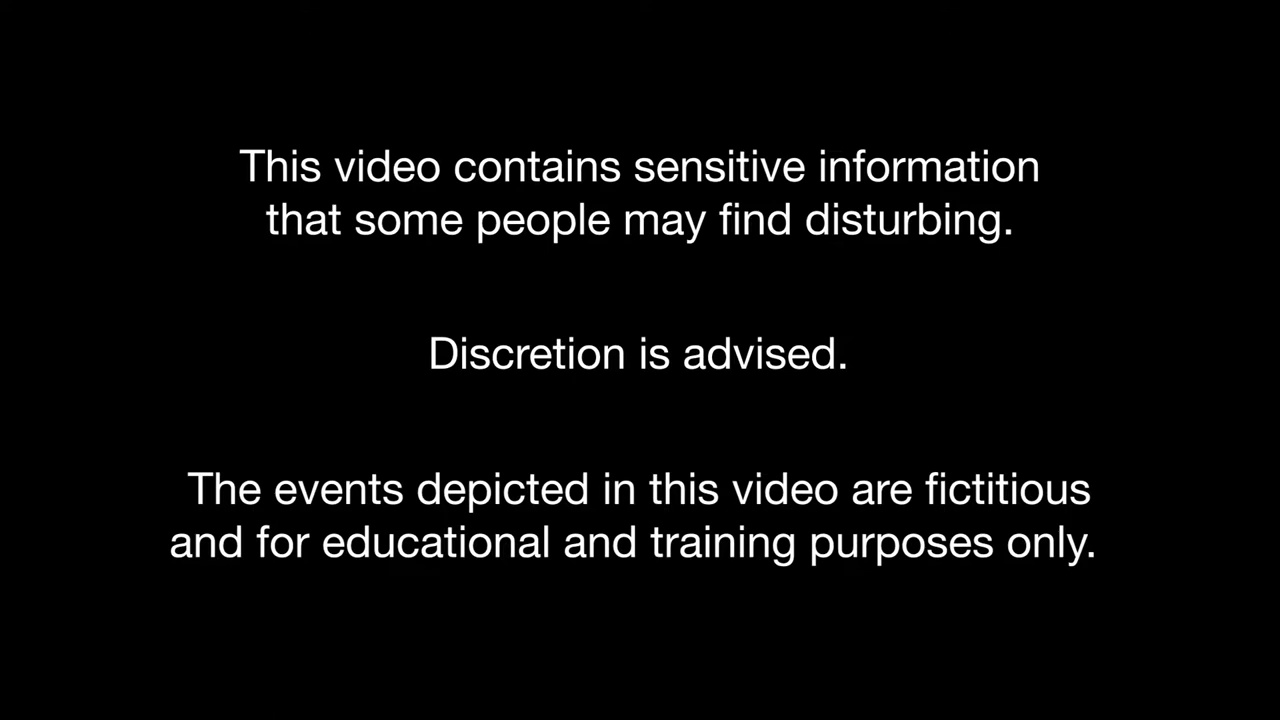 This video contains sensitive information
that some people may find disturbing.
Discretion is advised.
The events depicted in this video are fictitious
and for educational and training purposes only.